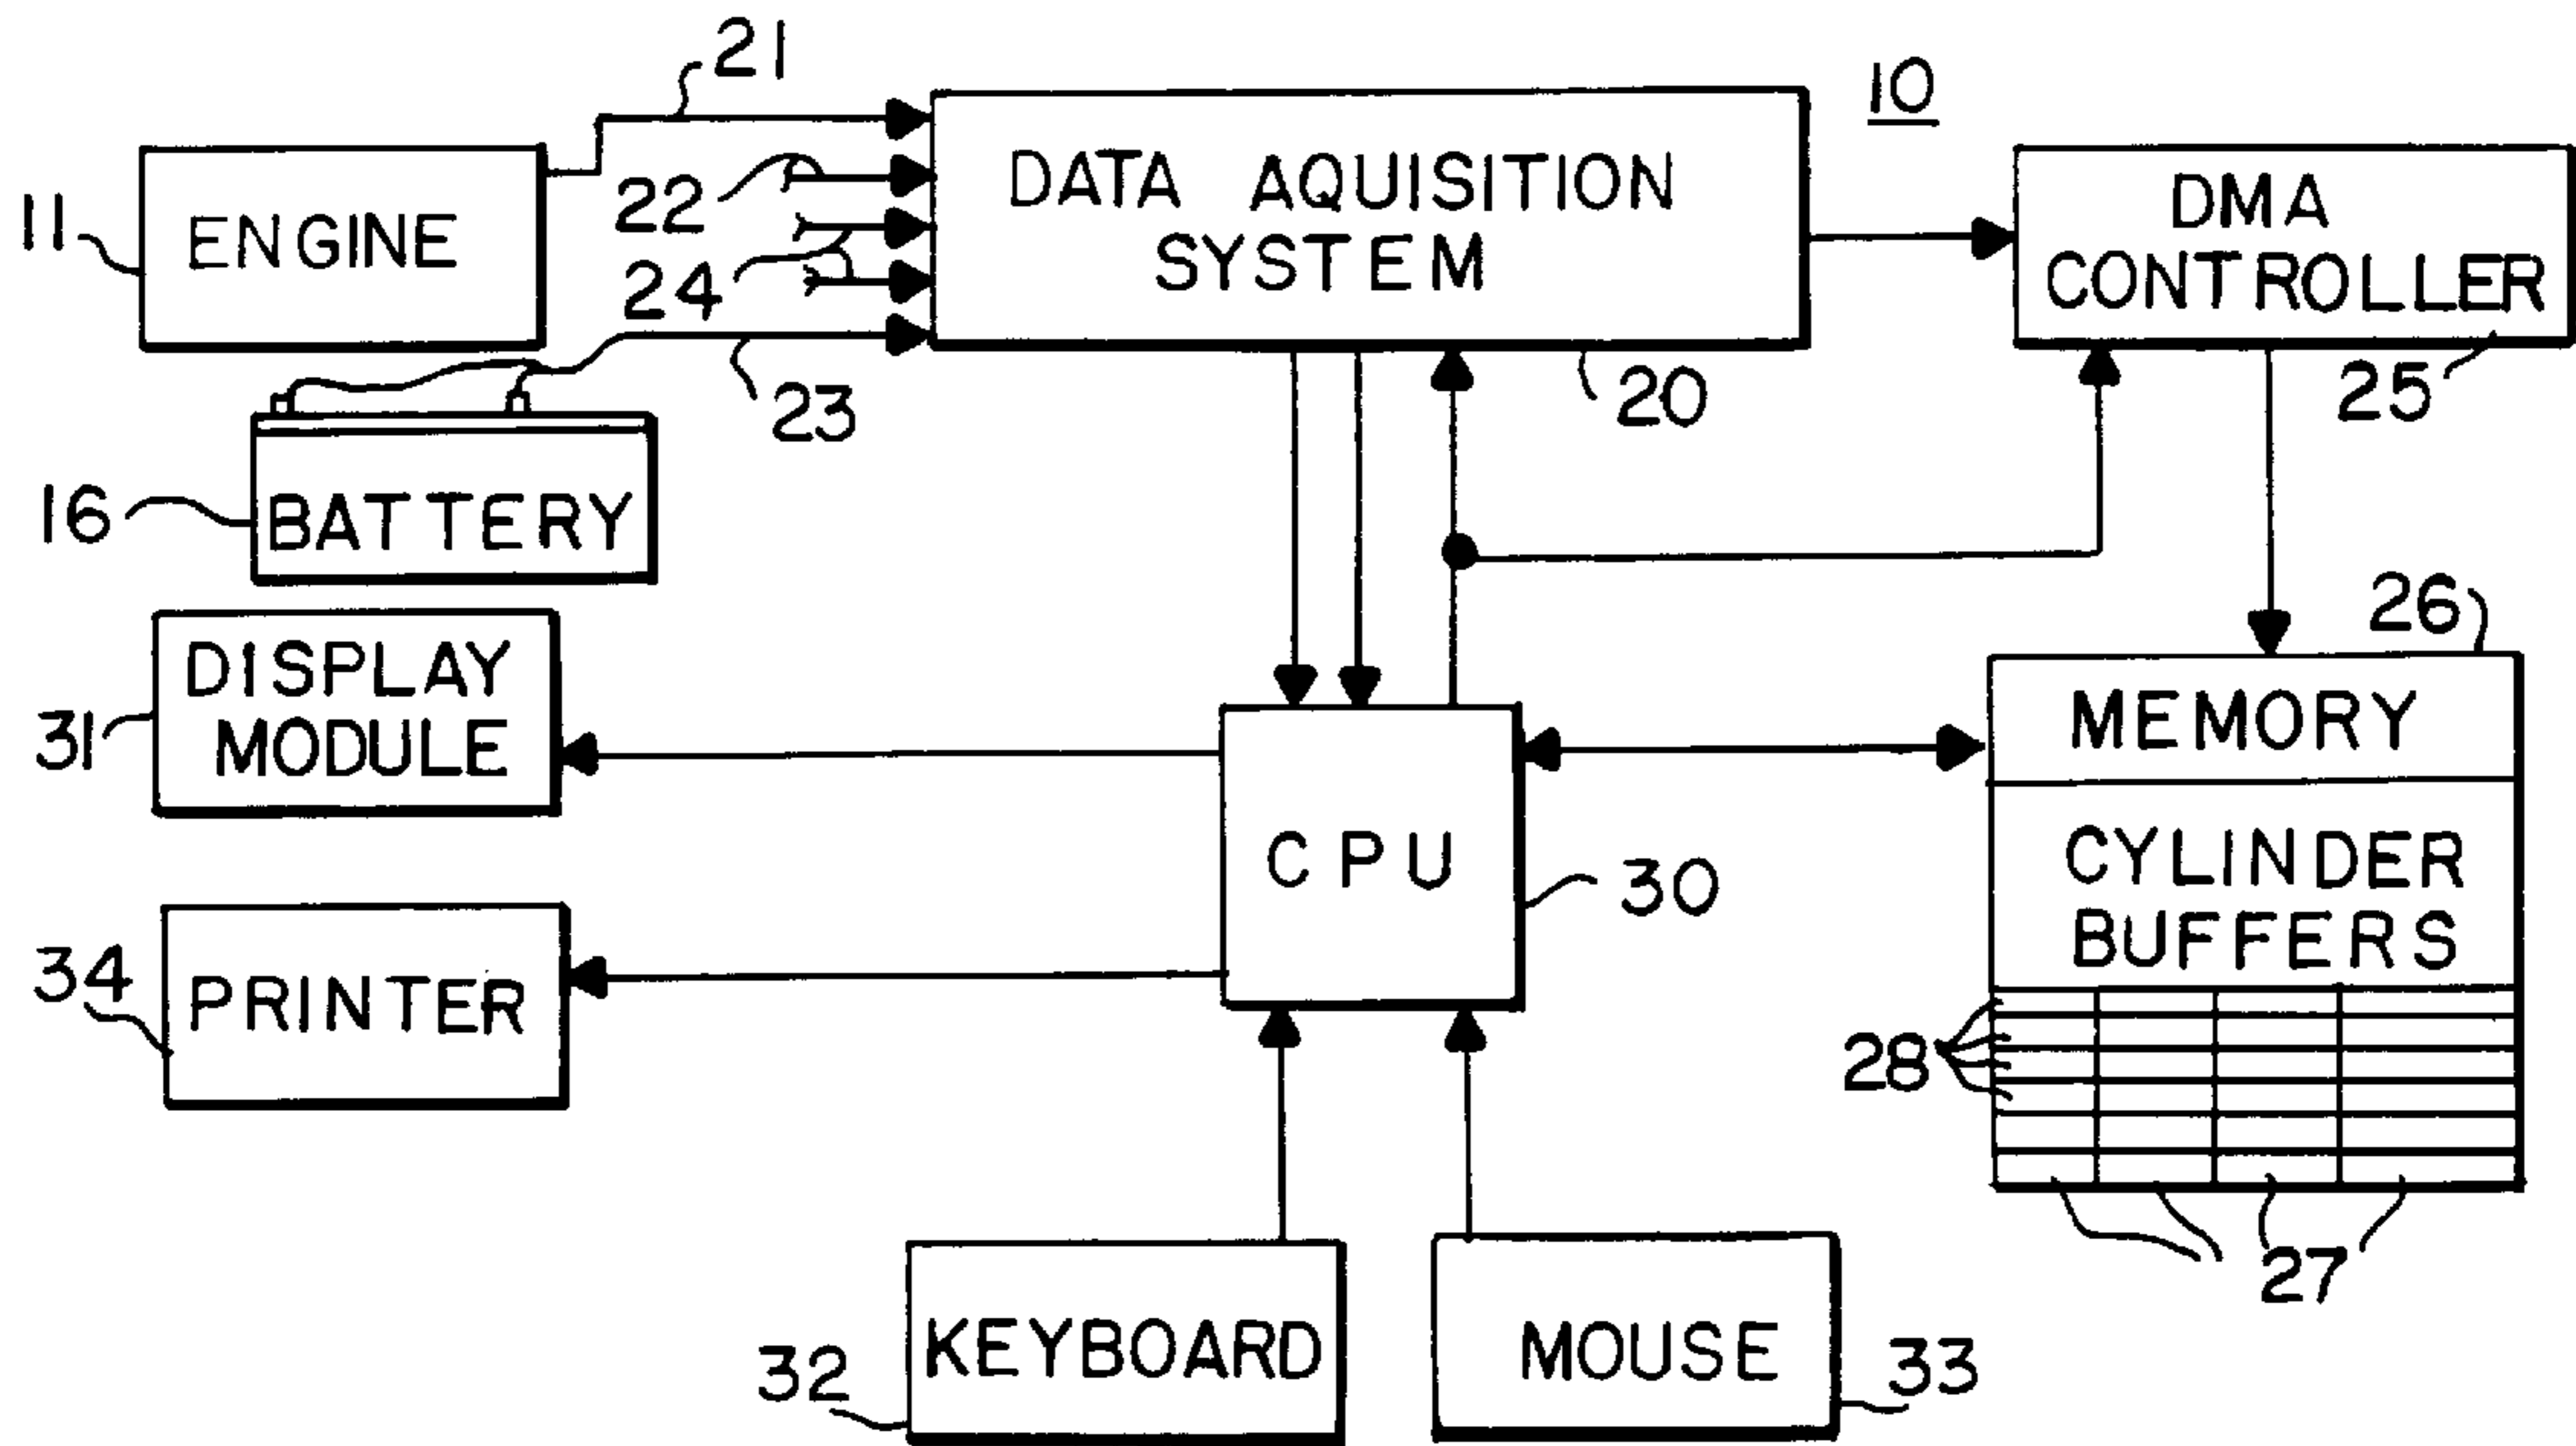 21
10
ENGINE
11
22
24
23
DATA AQUISITION
SYSTEM
20
DMA
CONTROLLER
25
BATTERY
16
DISPLAY
MODULE
31
26
MEMORY
CYLINDER
BUFFERS
28
27
CPU
30
PRINTER
34
KEYBOARD
32
MOUSE
33